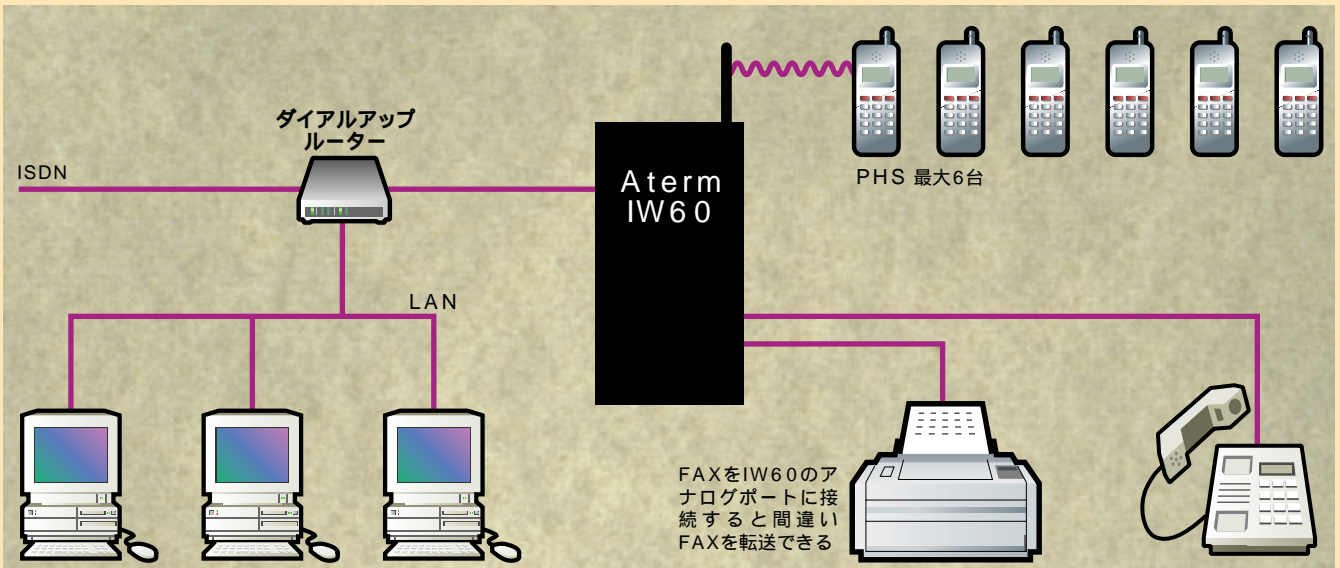 ダイアルアップ
ルーター
ISDN
Aterm
IW60
PHS 最大6台
LAN
FAXをIW60のア
ナログポートに接
続すると間違い
FAXを転送できる